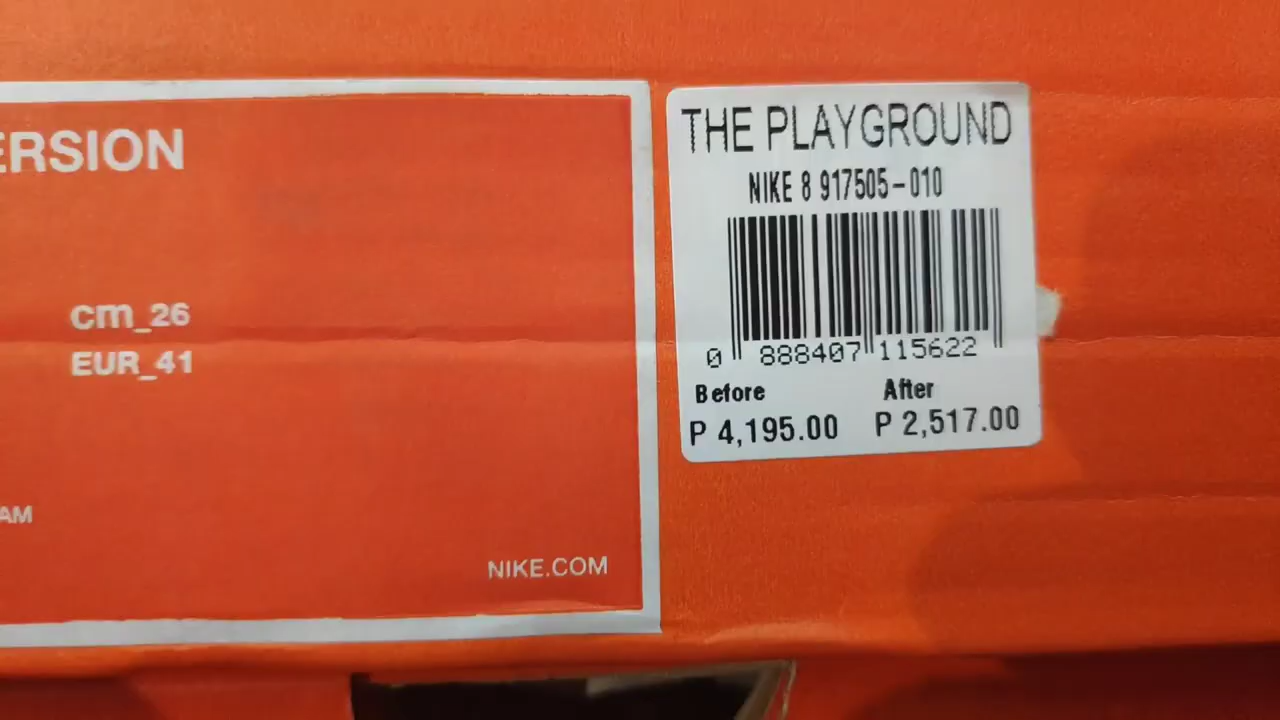 ERSION
cm_26
EUR_41
AM
NIKE.COM
THE PLAYGROUND
NIKE 8 917505-010
0 888407 115622
Before After
P 4,195.00 P 2,517.00